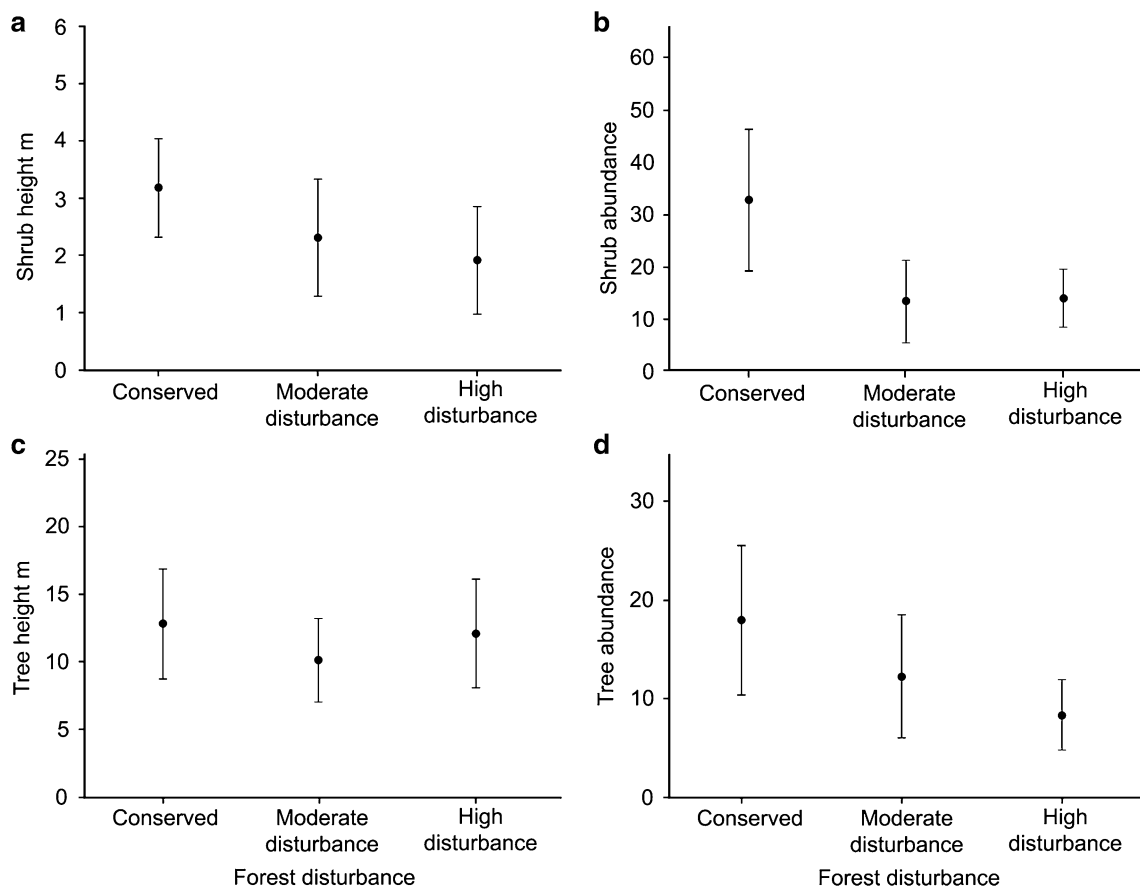 a
6
5
4
3
2
1
0
Shrub height m
Conserved
Moderate
disturbance
High
disturbance
b
60
50
40
30
20
10
0
Shrub abundance
Conserved
Moderate
disturbance
High
disturbance
c
25
20
15
10
5
0
Tree height m
Conserved
Moderate
disturbance
High
disturbance
Forest disturbance
d
30
20
10
0
Tree abundance
Conserved
Moderate
disturbance
High
disturbance
Forest disturbance